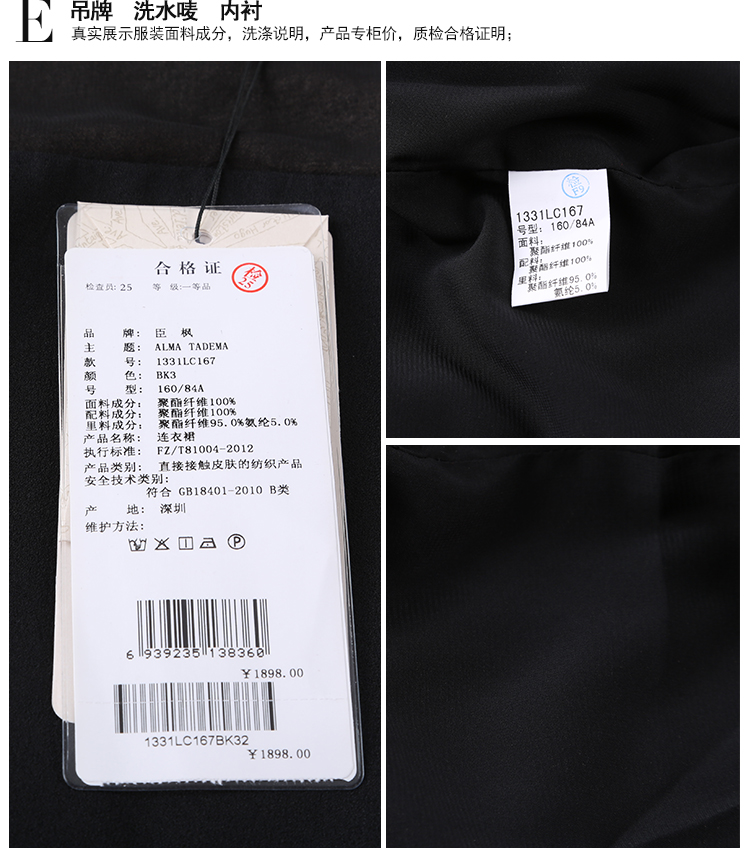 E
吊牌 洗水唛 内衬
真实展示服装面料成分，洗涤说明，产品专柜价，质检合格证明；
合格证
检查员: 25 等 级:一等品
检25
品 牌: 臣 枫
主 题: ALMA TADEMA
款 号: 1331LC167
颜 色: BK3
号 型: 160/84A
面料成分: 聚酯纤维100%
配料成分: 聚酯纤维100%
里料成分: 聚酯纤维95.0%氨纶5.0%
产品名称: 连衣裙
执行标准: FZ/T81004-2012
产品类别: 直接接触皮肤的纺织产品
安全技术类别:
符合 GB18401-2010 B类
产 地: 深圳
维护方法:
P
6 939235 138360
¥1898.00
1331LC167BK32
¥1898.00
1331LC167
号型: 160/84A
面料:
聚酯纤维100%
配料:
聚酯纤维100%
里料:
聚酯纤维95.0%
氨纶5.0%